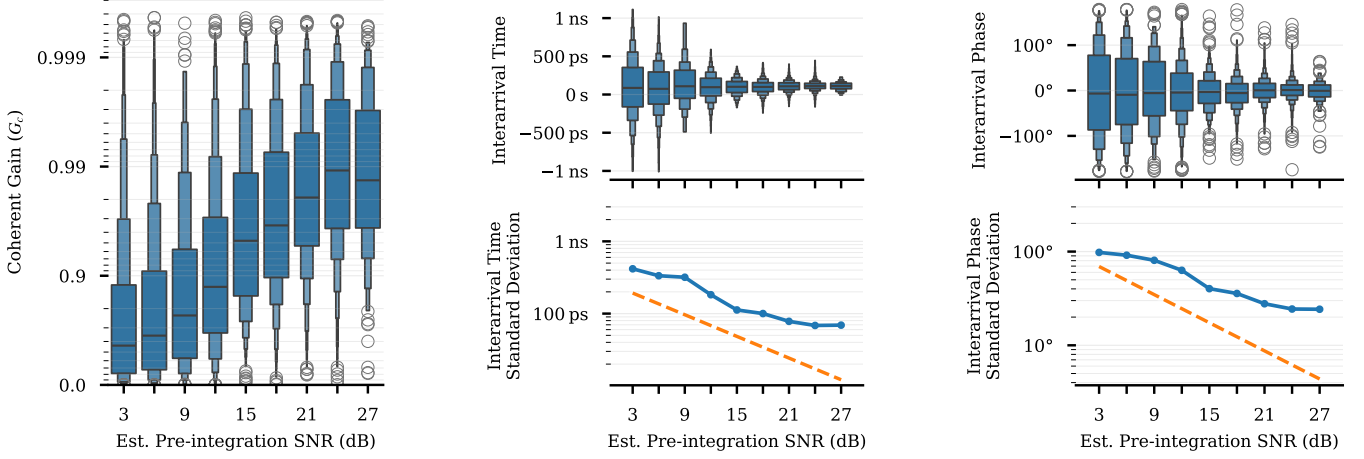 Coherent Gain (Gc)
0.999
0.99
0.9
0.0
3
9
15
21
27
Est. Pre-integration SNR (dB)
Interarrival Time
1 ns
500 ps
0 s
−500 ps
−1 ns
Interarrival Time
Standard Deviation
1 ns
100 ps
3
9
15
21
27
Est. Pre-integration SNR (dB)
Interarrival Phase
100°
0°
−100°
Interarrival Phase
Standard Deviation
100°
10°
3
9
15
21
27
Est. Pre-integration SNR (dB)